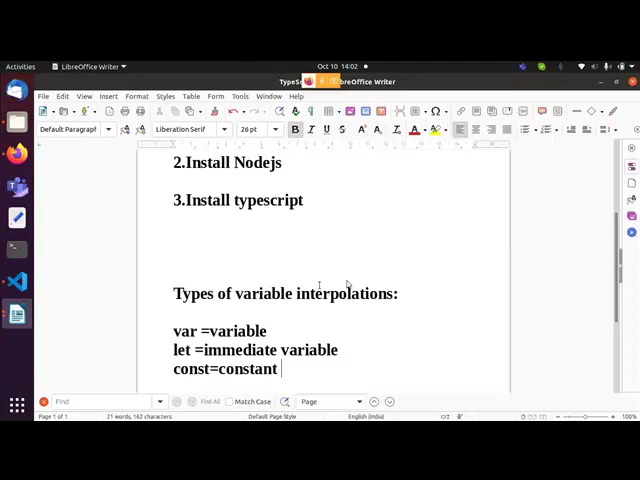 Activities
LibreOffice Writer
Oct 10 14:02
LibreOffice Writer
File Edit View Insert Format Styles Table Form Tools Window Help
Default Paragraph
Liberation Serif
26 pt
2.Install Nodejs
3.Install typescript
Types of variable interpolations:
var =variable
let =immediate variable
const=constant
Find
Find All
Match Case
Page
Page 1 of 1
21 words, 162 characters
Default Page Style
English (India)